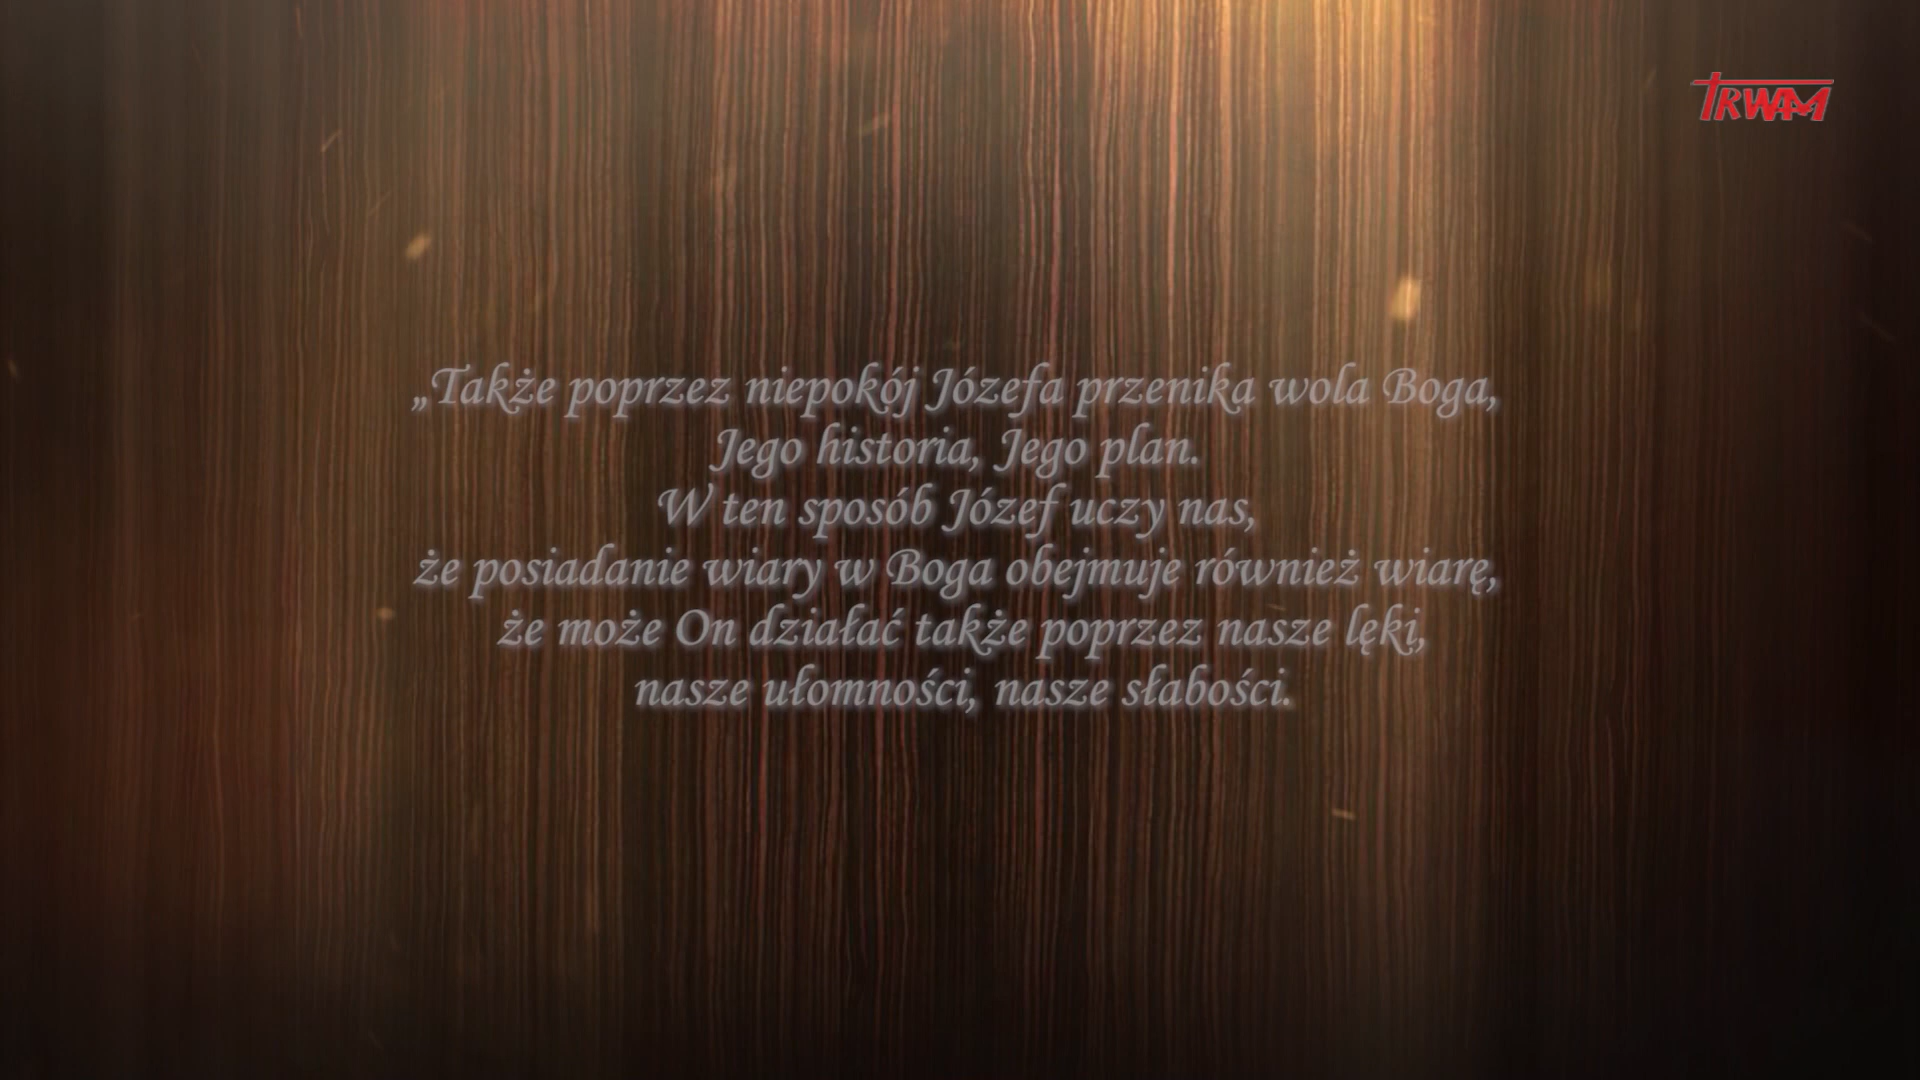 TRWAM
„Także poprzez niepokój Józefa przenika wola Boga,
Jego historia, Jego plan.
W ten sposób Józef uczy nas,
że posiadanie wiary w Boga obejmuje również wiarę,
że może On działać także poprzez nasze lęki,
nasze ułomności, nasze słabości.